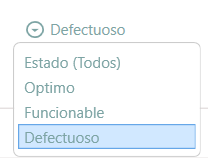 Defectuoso
Estado (Todos)
Optimo
Funcionable
Defectuoso